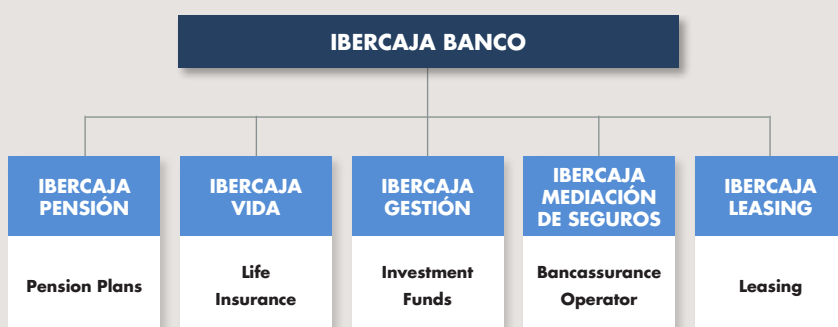 IBERCAJA BANCO
IBERCAJA
PENSIÓN
Pension Plans
IBERCAJA
VIDA
Life
Insurance
IBERCAJA
GESTIÓN
Investment
Funds
IBERCAJA
MEDIACIÓN
DE SEGUROS
Bancassurance
Operator
IBERCAJA
LEASING
Leasing